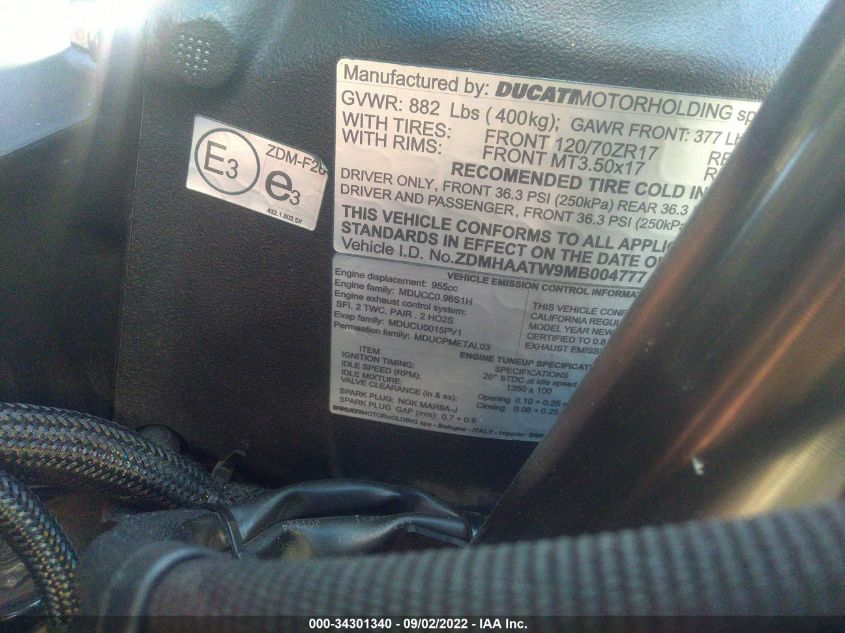 Manufactured by: DUCATIMOTORHOLDING sp
GVWR: 882 Lbs ( 400kg); GAWR FRONT: 377 L
WITH TIRES: FRONT 120/70ZR17 RE
WITH RIMS: FRONT MT3.50x17
RECOMENDED TIRE COLD IN
DRIVER ONLY, FRONT 36.3 PSI (250kPa) REAR 36.3
DRIVER AND PASSENGER, FRONT 36.3 PSI (250kPa
THIS VEHICLE CONFORMS TO ALL APPLIC
STANDARDS IN EFFECT ON THE DATE O
Vehicle I.D. No.ZDMHAATW9MB004777
E3
ZDM-F26
e3
VEHICLE EMISSION CONTROL INFORMAT
Engine displacement: 955cc
Engine family: MDUCC0.96S1H
Engine exhaust control system:
SFI. 2 TWC. PAIR . 2 HO2S
Evap family: MDUCU0015PV1
Permeation family: MDUCPMETAL03
THIS VEHICLE CONF
CALIFORNIA REGU
MODEL YEAR NEW
CERTIFIED TO 0.8
EXHAUST EMISS
ENGINE TUNEUP SPECIFICA
ITEM SPECIFICATIONS
IGNITION TIMING: 20° bTDC at idle speed
IDLE SPEED (RPM): 1350 ± 100
IDLE MIXTURE:
VALVE CLEARANCE (in & ex): Opening 0.10 ÷ 0.25
Closing 0.08 ÷ 0.25
SPARK PLUG: NGK MAR9A-J
SPARK PLUG GAP (mm): 0.7 ÷ 0.9
DUCATIMOTORHOLDING spa - Bologna - ITALY - Importer: DUC
000-34301340 - 09/02/2022 - IAA Inc.